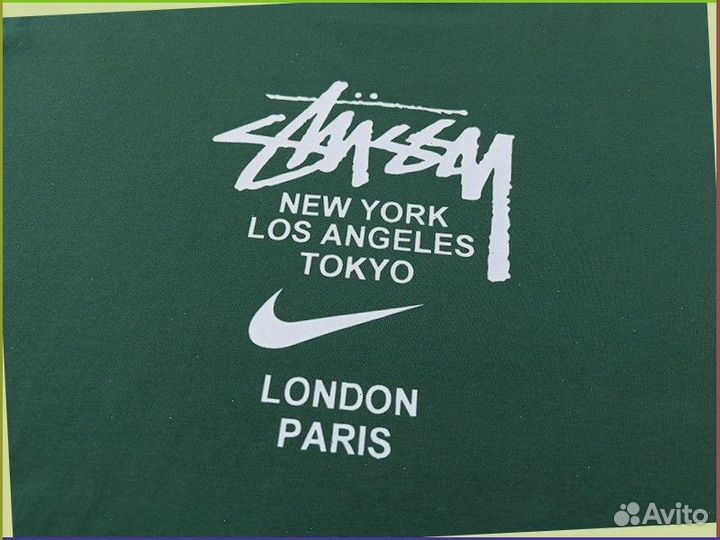 STÜSSY
NEW YORK
LOS ANGELES
TOKYO
LONDON
PARIS
Avito